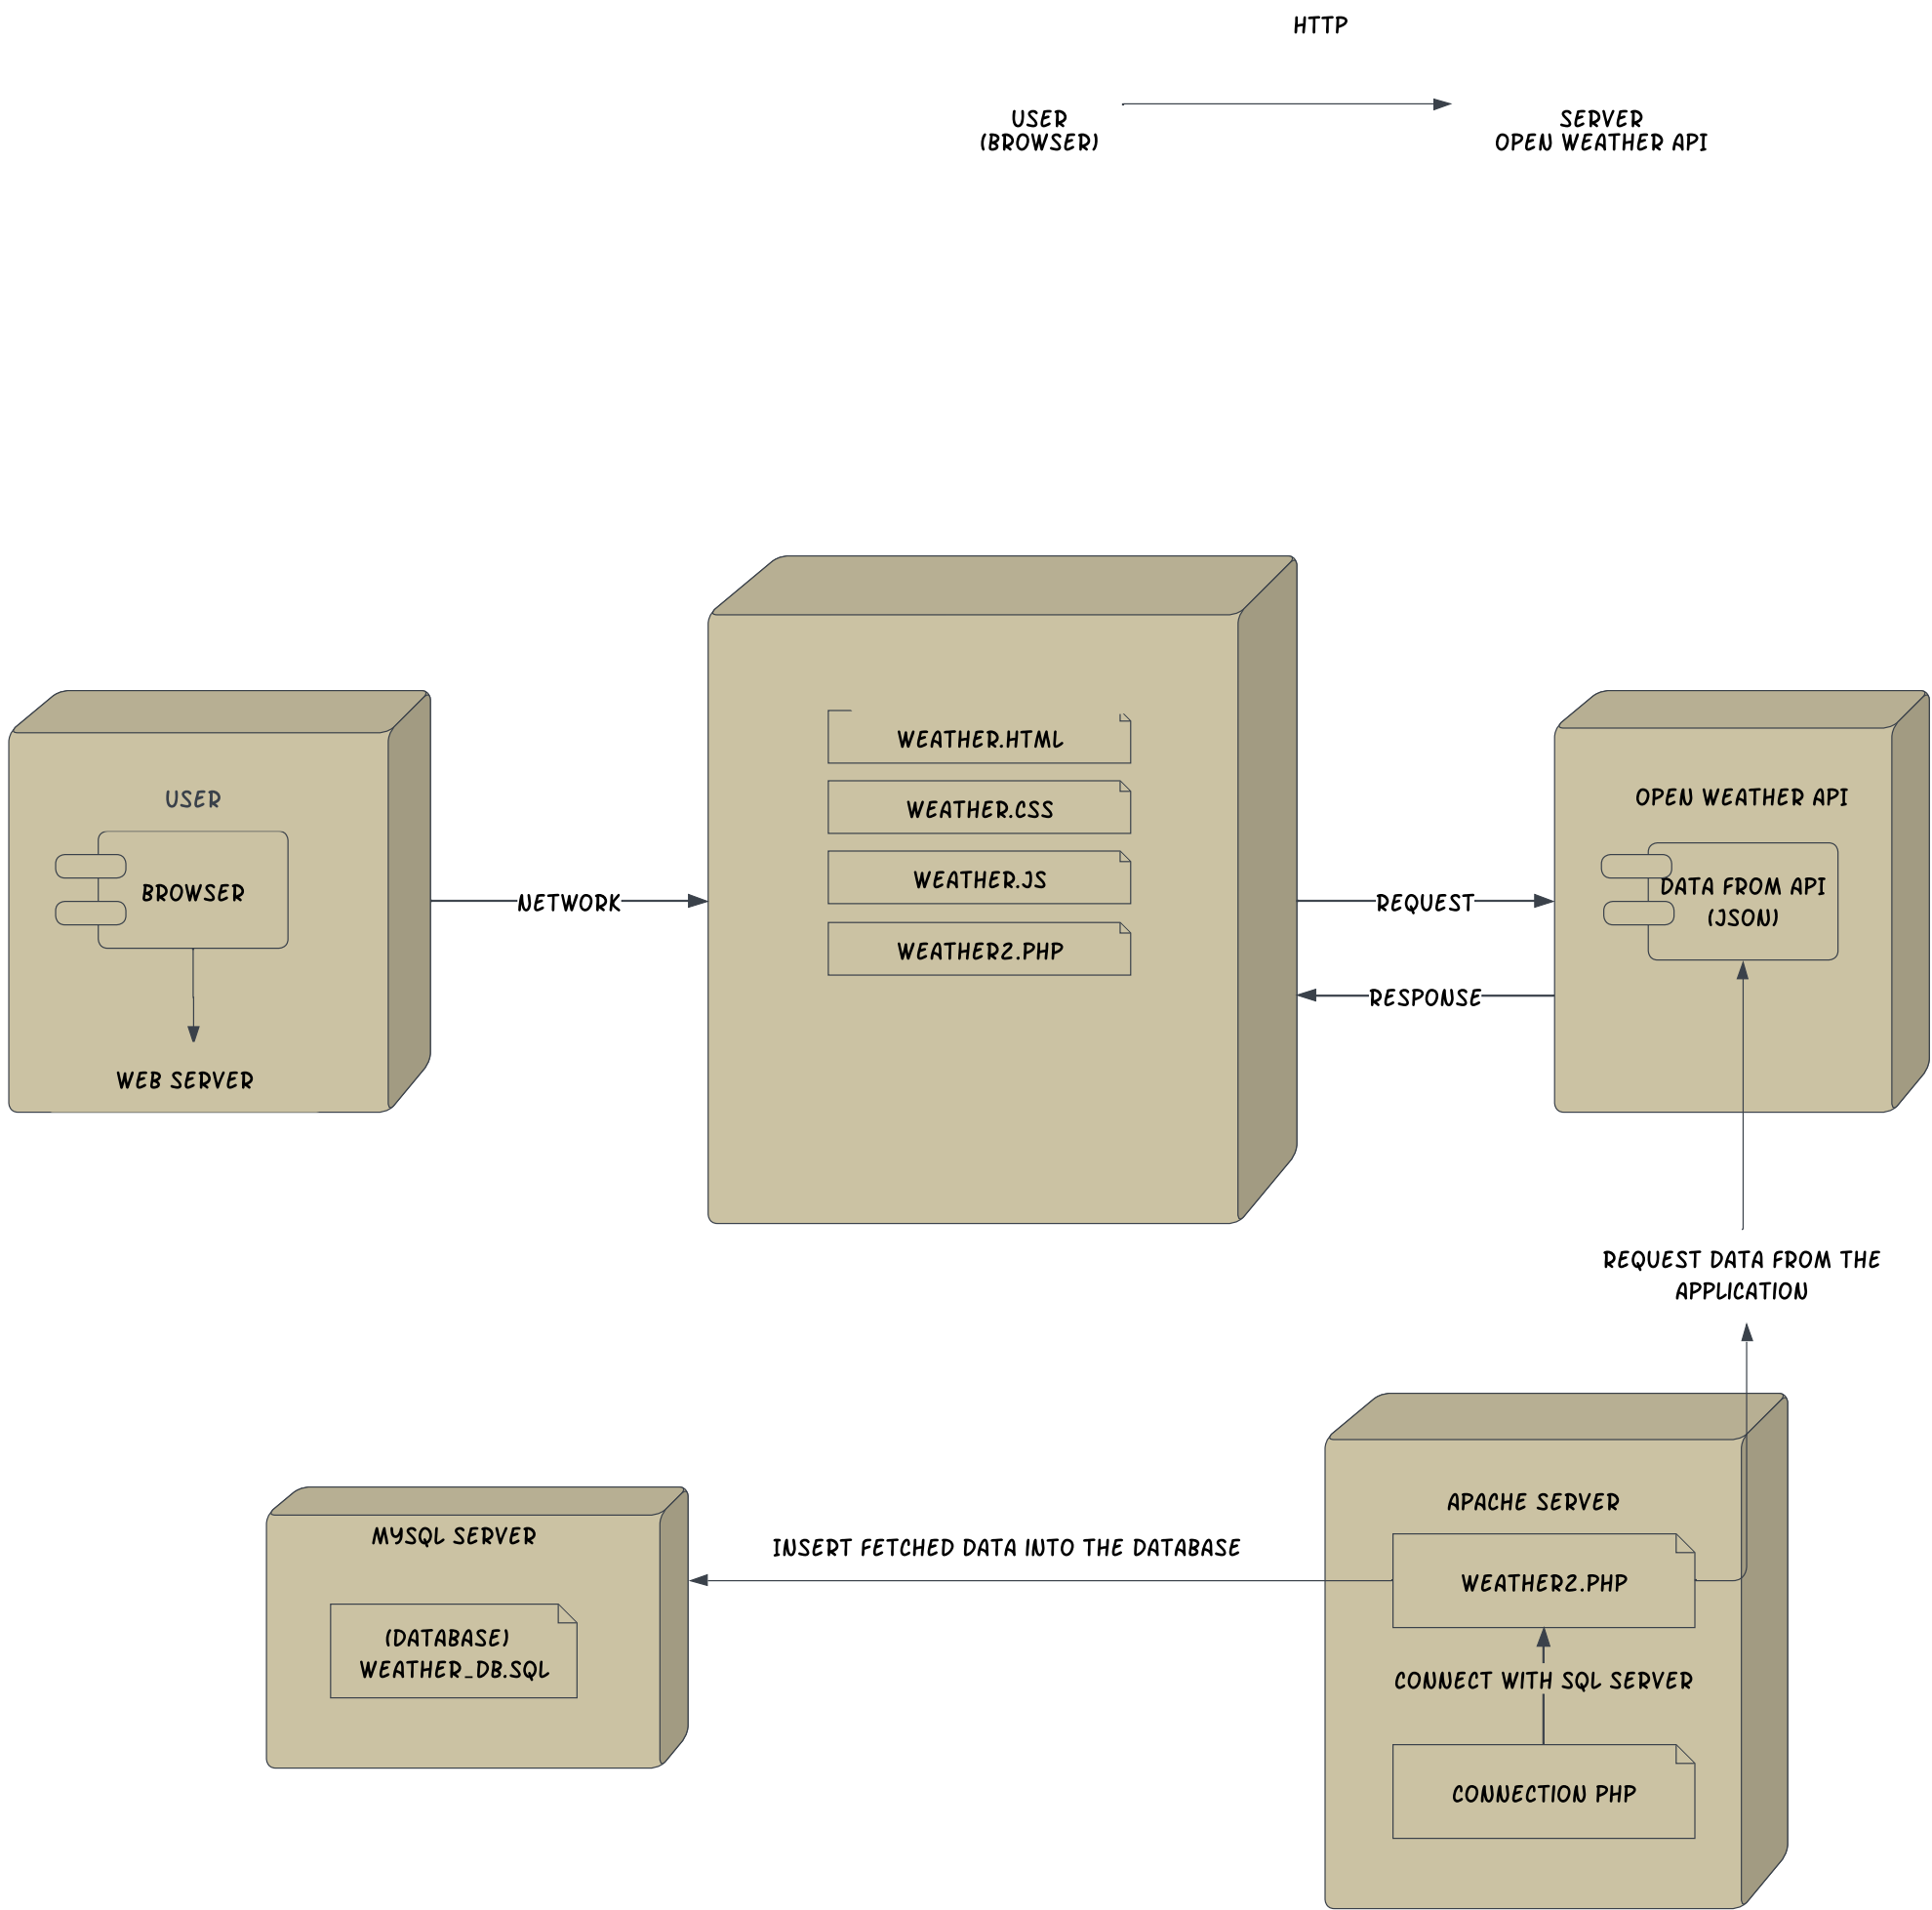 HTTP
USER
(BROWSER)
SERVER
OPEN WEATHER API
USER
BROWSER
WEB SERVER
NETWORK
WEATHER.HTML
WEATHER.CSS
WEATHER.JS
WEATHER2.PHP
REQUEST
RESPONSE
OPEN WEATHER API
DATA FROM API
(JSON)
REQUEST DATA FROM THE
APPLICATION
MYSQL SERVER
(DATABASE)
WEATHER_DB.SQL
INSERT FETCHED DATA INTO THE DATABASE
APACHE SERVER
WEATHER2.PHP
CONNECT WITH SQL SERVER
CONNECTION PHP